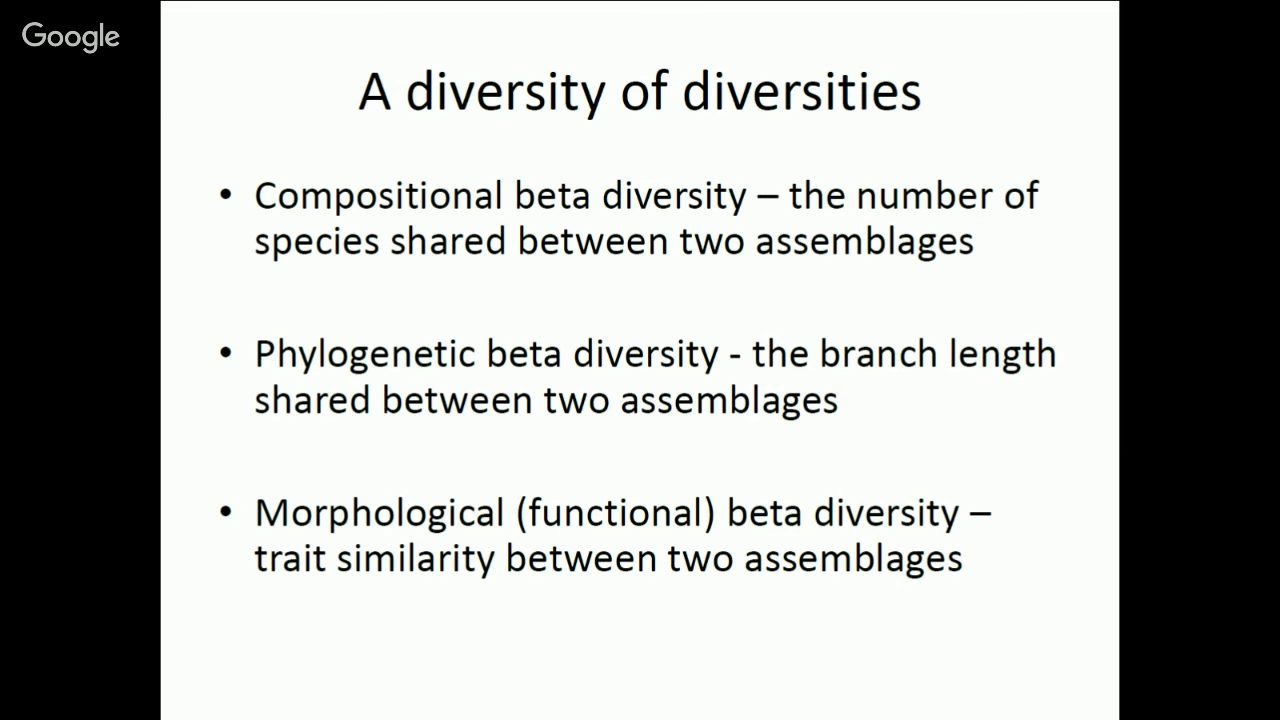 Google
A diversity of diversities
• Compositional beta diversity – the number of
species shared between two assemblages
• Phylogenetic beta diversity - the branch length
shared between two assemblages
• Morphological (functional) beta diversity –
trait similarity between two assemblages